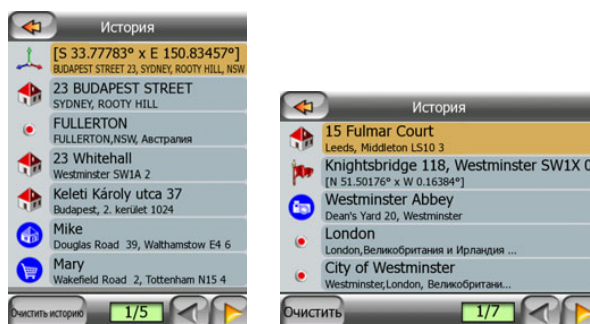 История
[S 33.77783° x E 150.83457°]
BUDAPEST STREET 23, SYDNEY, ROOTY HILL, NSW
23 BUDAPEST STREET
SYDNEY, ROOTY HILL
FULLERTON
FULLERTON,NSW, Австралия
23 Whitehall
Westminster SW1A 2
Keleti Károly utca 37
Budapest, 2. kerület 1024
Mike
Douglas Road 39, Walthamstow E4 6
Mary
Wakefield Road 2, Tottenham N15 4
Очистить историю
1/5
История
15 Fulmar Court
Leeds, Middleton LS10 3
Knightsbridge 118, Westminster SW1X 0
[N 51.50176° x W 0.16384°]
Westminster Abbey
Dean's Yard 20, Westminster
London
London,Великобритания и Ирландия ...
City of Westminster
Westminster,London, Великобритани...
Очистить
1/7